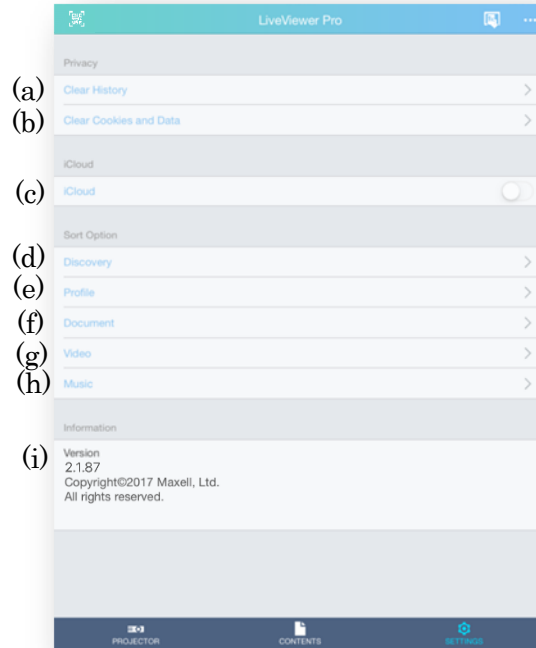 LiveViewer Pro
Privacy
(a) Clear History
(b) Clear Cookies and Data
iCloud
(c) iCloud
Sort Option
(d) Discovery
(e) Profile
(f) Document
(g) Video
(h) Music
Information
(i) Version
2.1.87
Copyright©2017 Maxell, Ltd.
All rights reserved.
PROJECTOR CONTENTS SETTINGS